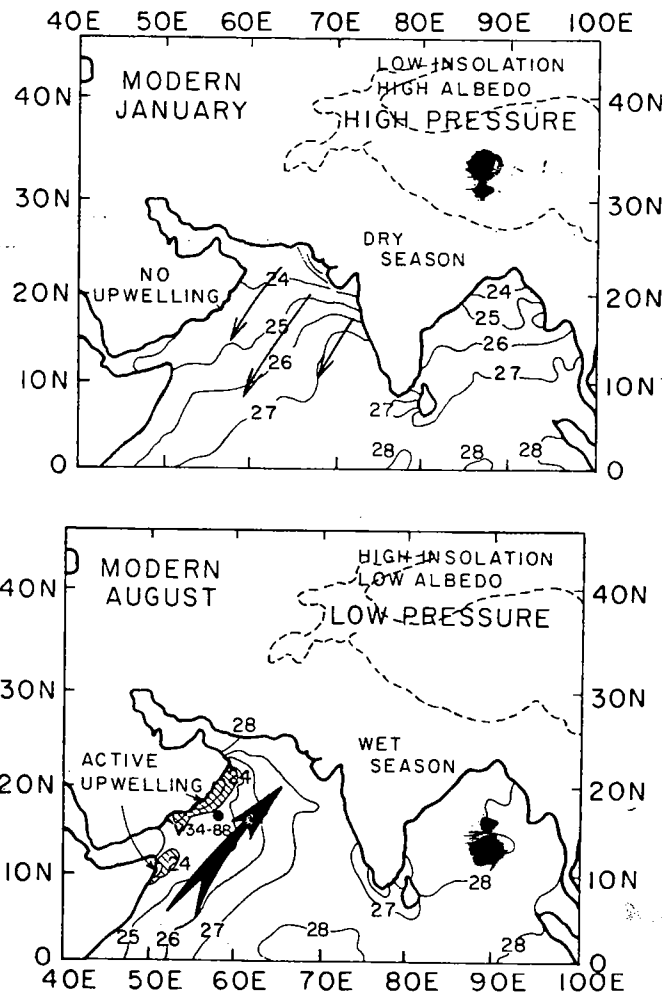 40E 50E 60E 70E 80E 90E 100E
MODERN
JANUARY
LOW INSOLATION
HIGH ALBEDO
HIGH PRESSURE
40N 40N
30N 30N
DRY
SEASON
NO
UPWELLING
24 24
20N 20N
25 25
26 26
10N 10N
27 27 27
28 28 28
0 0
MODERN
AUGUST
HIGH INSOLATION
LOW ALBEDO
LOW PRESSURE
40N 40N
30N 30N
28
WET
SEASON
ACTIVE
UPWELLING
24
20N 20N
V34-88
24
10N 10N
28
27
25 26 27 28 28
0 0
40E 50E 60E 70E 80E 90E 100E